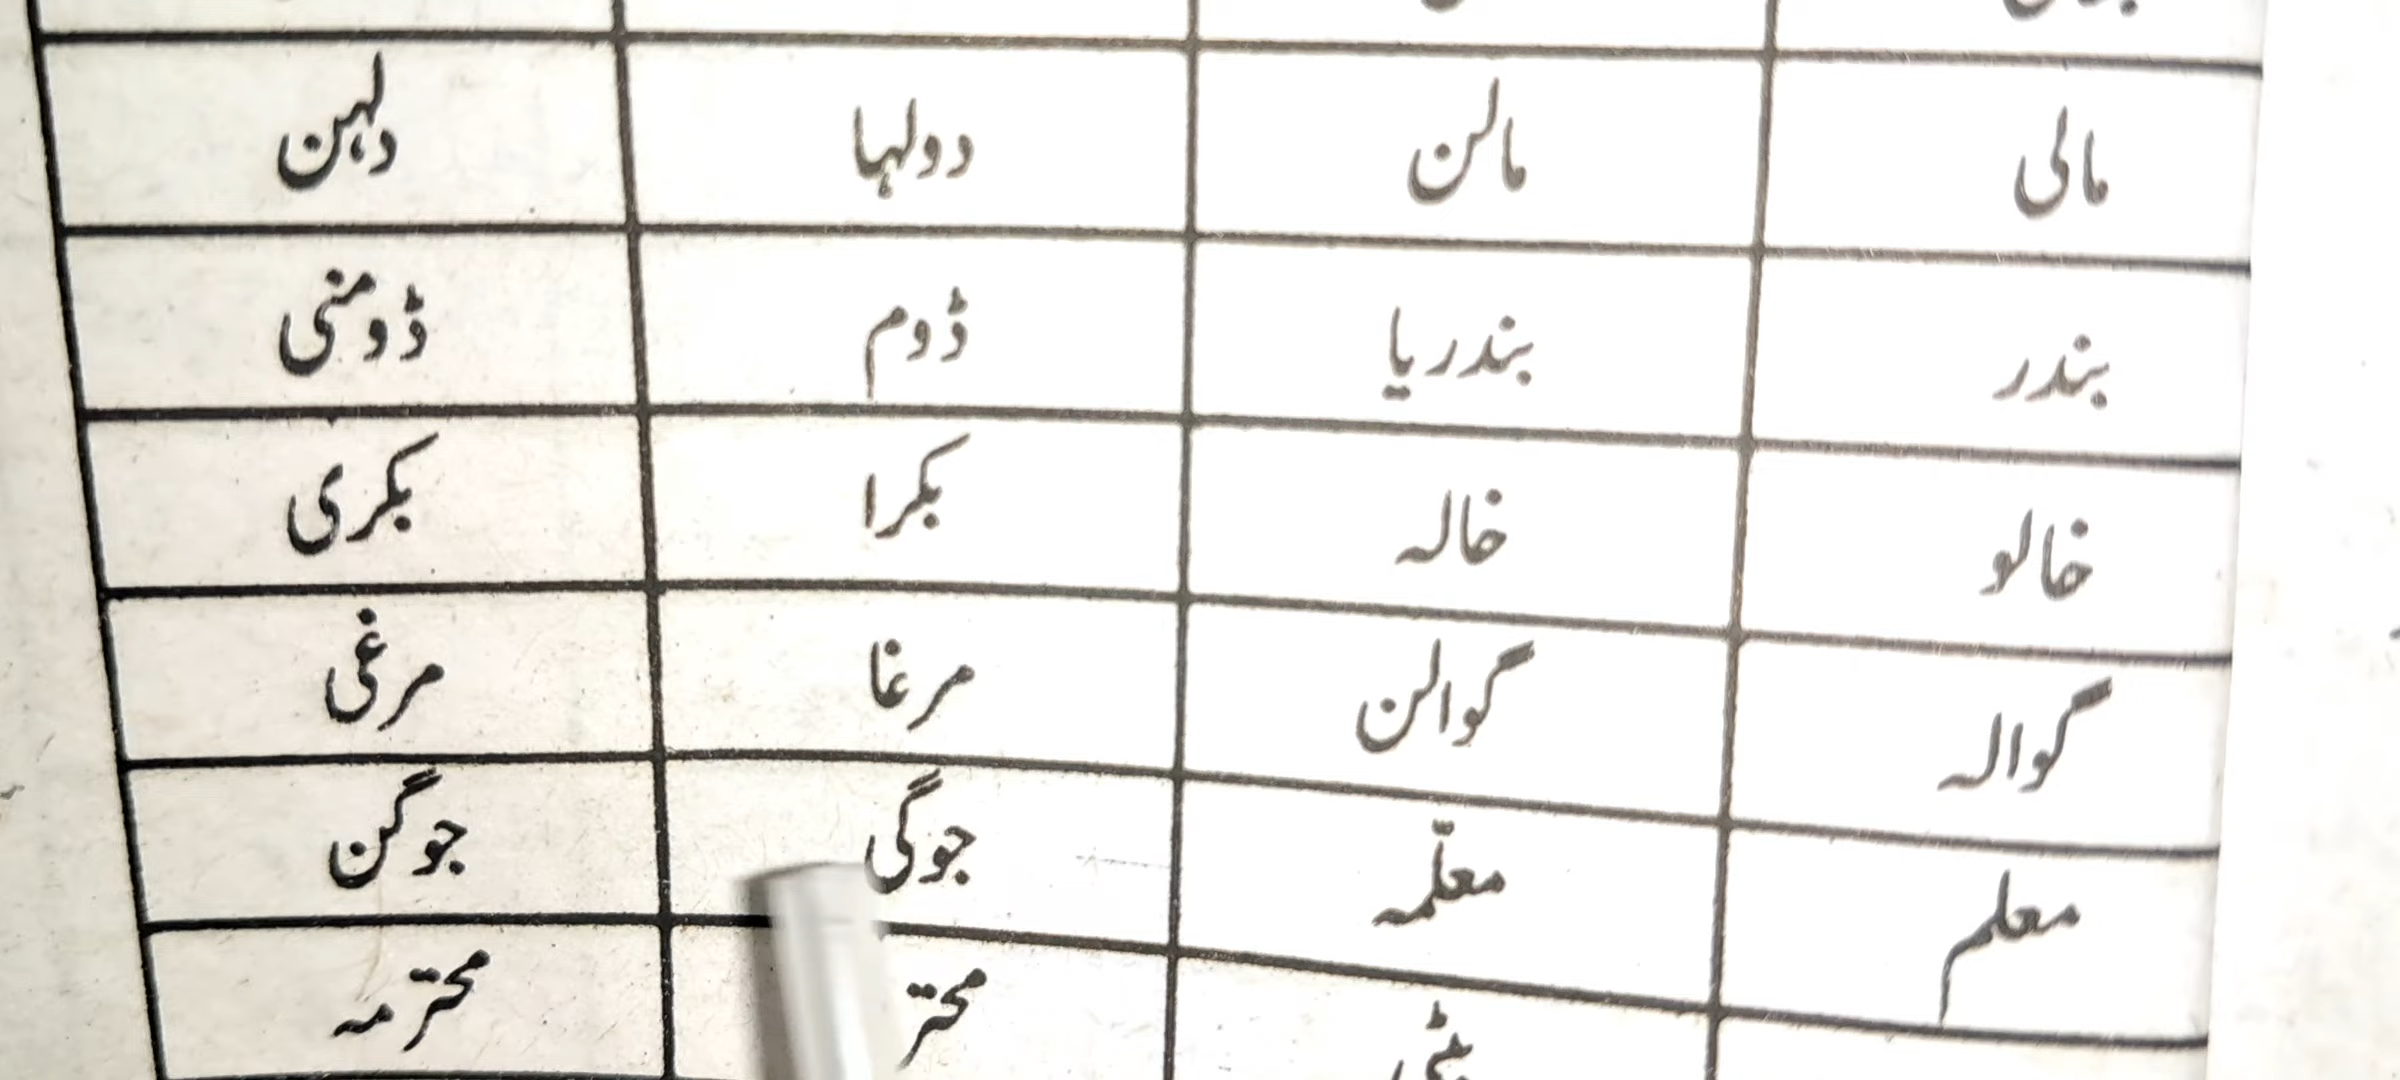 مالی مالن دولہا دلہن
بندر بندریا ڈوم ڈومنی
خالو خالہ بکرا بکری
گوالہ گوالن مرغا مرغی
معلم معلّمہ جوگی جوگن
محتر محترمہ